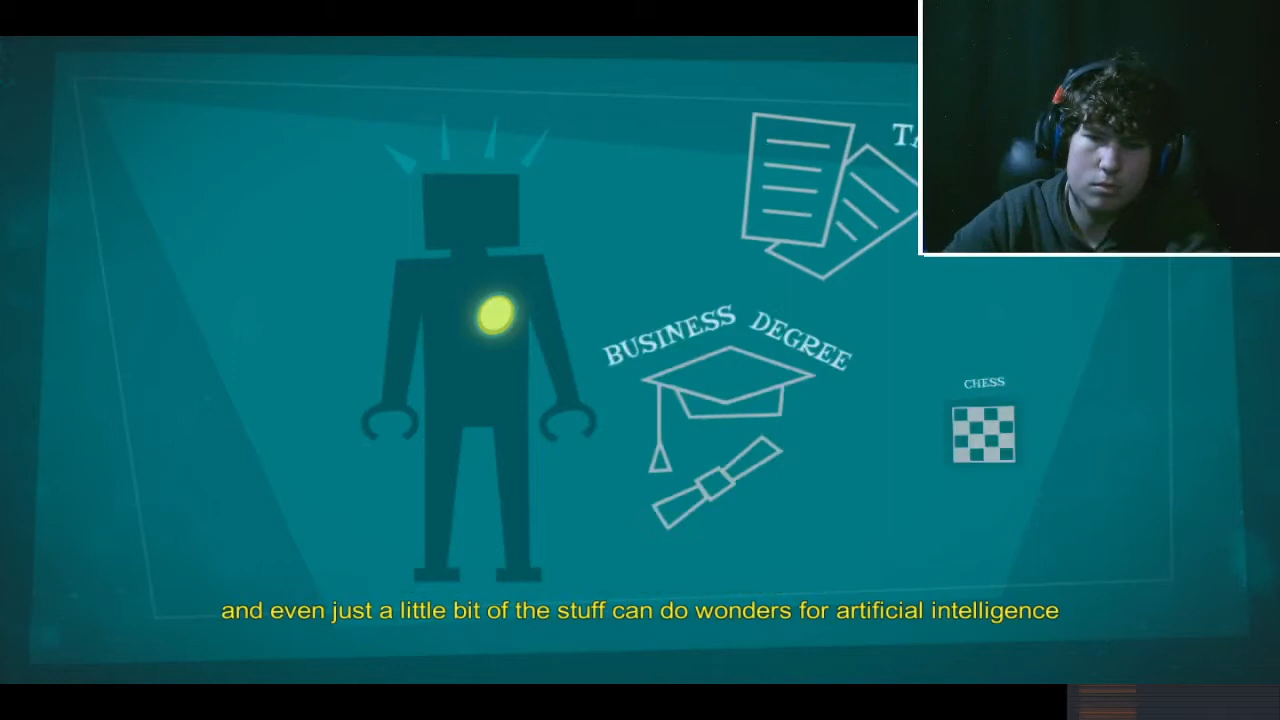 BUSINESS DEGREE
CHESS
and even just a little bit of the stuff can do wonders for artificial intelligence